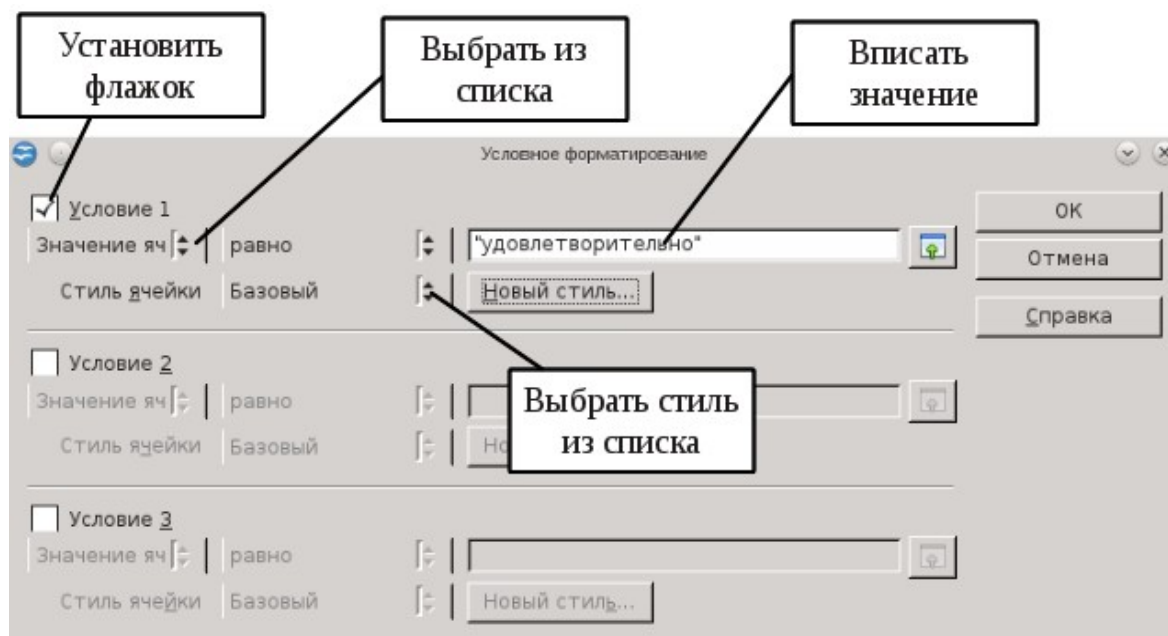 Установить
флажок
Выбрать из
списка
Вписать
значение
Условное форматирование
Условие 1
Значение яч равно "удовлетворительно"
Стиль ячейки Базовый Новый стиль...
ОК
Отмена
Справка
Условие 2
Значение яч равно
Стиль ячейки Базовый Но
Выбрать стиль
из списка
Условие 3
Значение яч равно
Стиль ячейки Базовый Новый стиль...